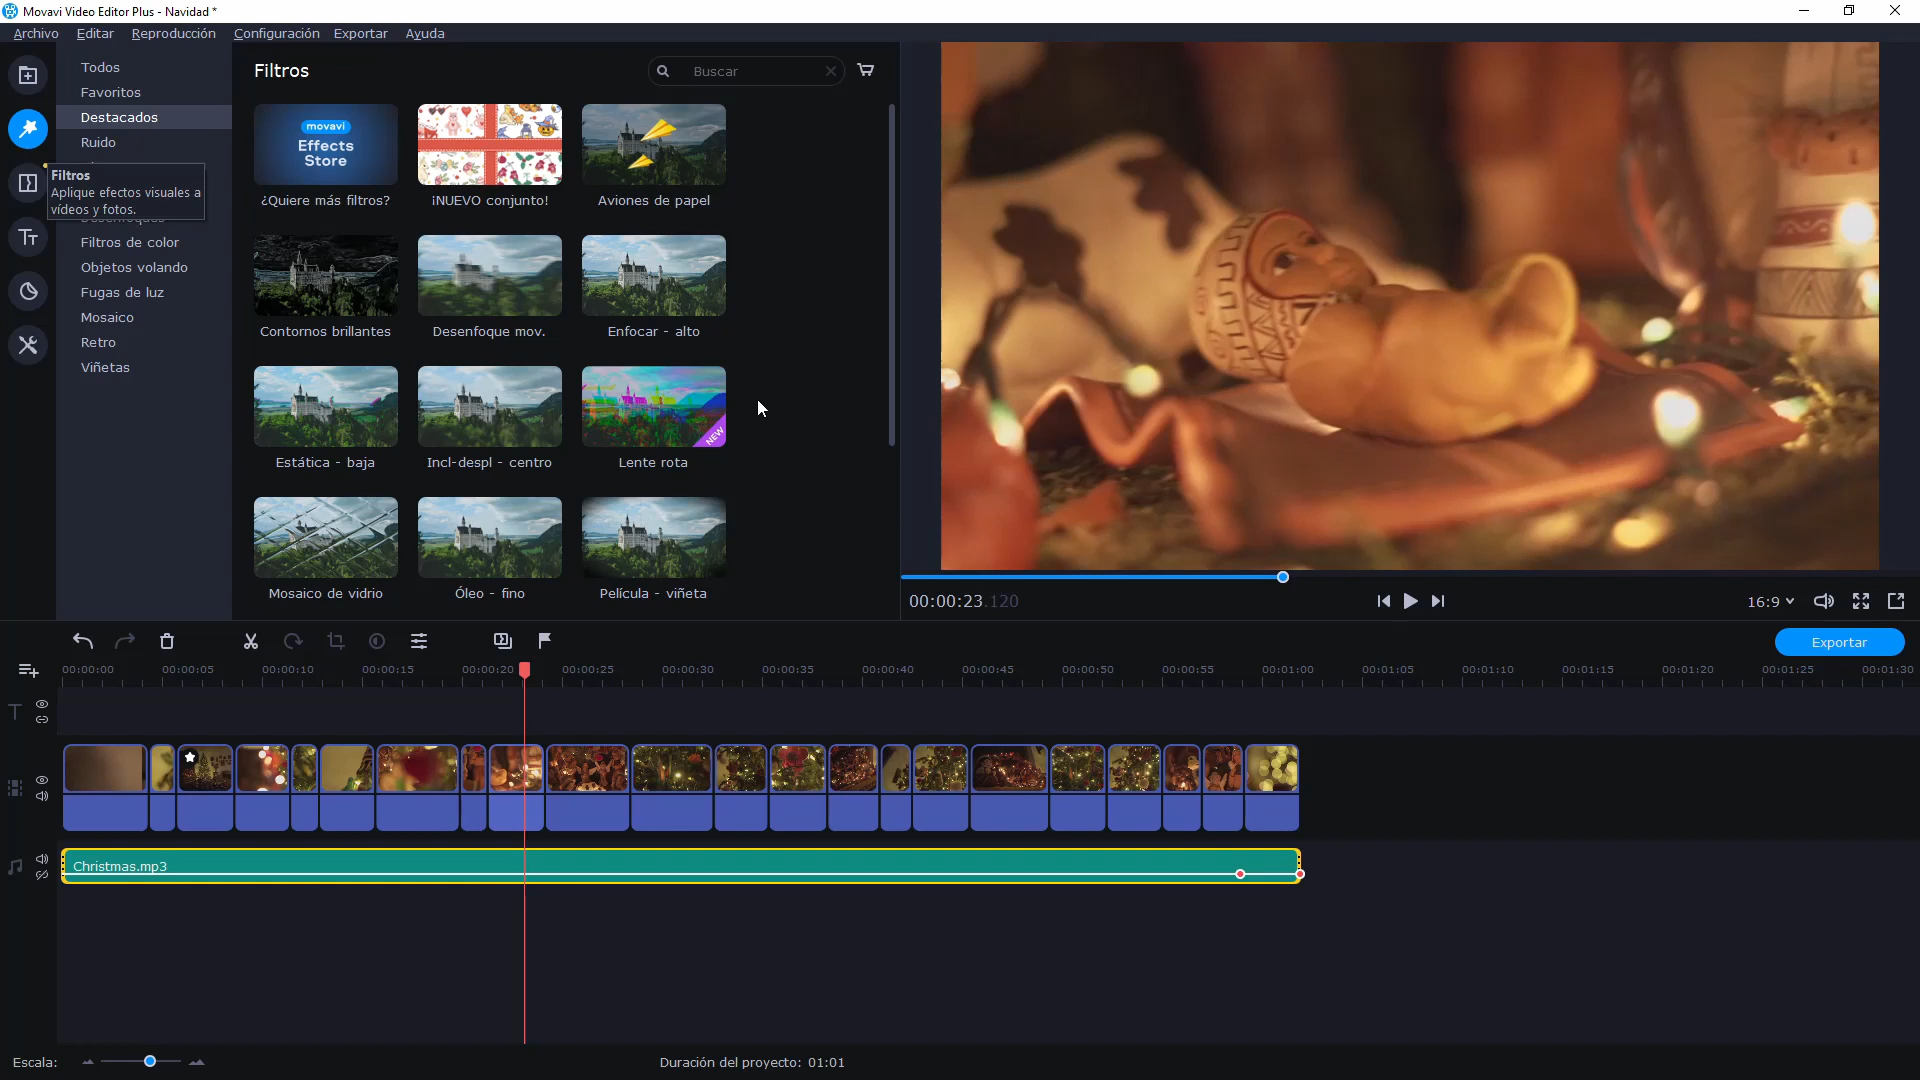 Movavi Video Editor Plus - Navidad *
Archivo Editar Reproducción Configuración Exportar Ayuda
Todos
Favoritos
Destacados
Ruido
Filtros
Aplique efectos visuales a
vídeos y fotos.
Filtros de color
Objetos volando
Fugas de luz
Mosaico
Retro
Viñetas
Filtros
Buscar
movavi
Effects
Store
¿Quiere más filtros? ¡NUEVO conjunto! Aviones de papel
Contornos brillantes Desenfoque mov. Enfocar - alto
NEW
Estática - baja Incl-despl - centro Lente rota
Mosaico de vidrio Óleo - fino Película - viñeta
00:00:23.120
16:9
Exportar
00:00:00 00:00:05 00:00:10 00:00:15 00:00:20 00:00:25 00:00:30 00:00:35 00:00:40 00:00:45 00:00:50 00:00:55 00:01:00 00:01:05 00:01:10 00:01:15 00:01:20 00:01:25 00:01:30
Christmas.mp3
Escala:
Duración del proyecto: 01:01